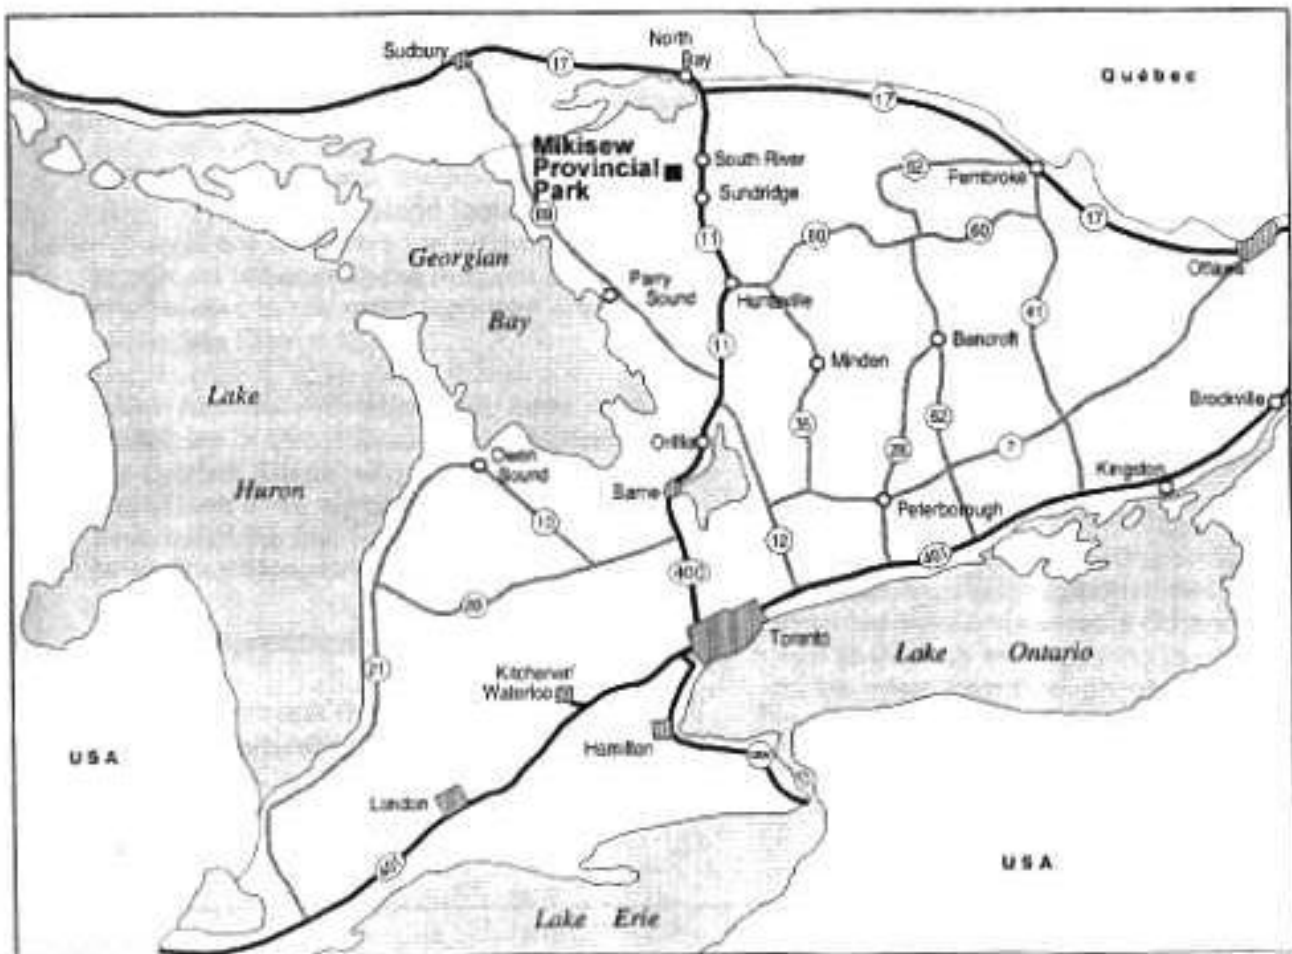 Sudbury
North
Bay
17
Québec
17
Mikisew
Provincial
Park
South River
Sundridge
62
Pembroke
17
69
11
60
60
Ottawa
Georgian
Bay
Parry
Sound
Huntsville
41
11
Bancroft
Minden
Lake
Huron
Brockville
35
62
Orillia
28
7
Owen
Sound
Kingston
Barrie
Peterborough
10
12
401
400
Toronto
Lake Ontario
21
Kitchener/
Waterloo
USA
Hamilton
London
401
USA
Lake Erie